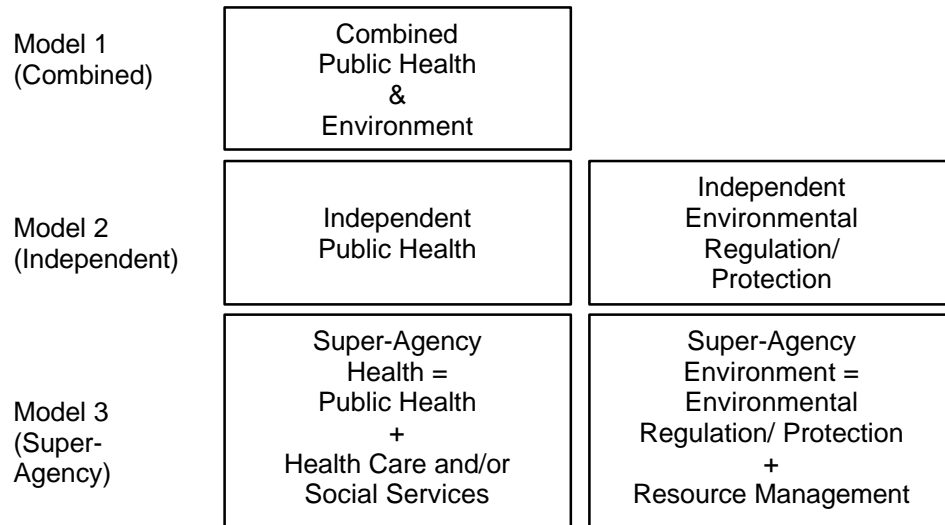 Model 1
(Combined)
Combined
Public Health
&
Environment
Model 2
(Independent)
Independent
Public Health
Independent
Environmental
Regulation/
Protection
Model 3
(Super-
Agency)
Super-Agency
Health =
Public Health
+
Health Care and/or
Social Services
Super-Agency
Environment =
Environmental
Regulation/ Protection
+
Resource Management